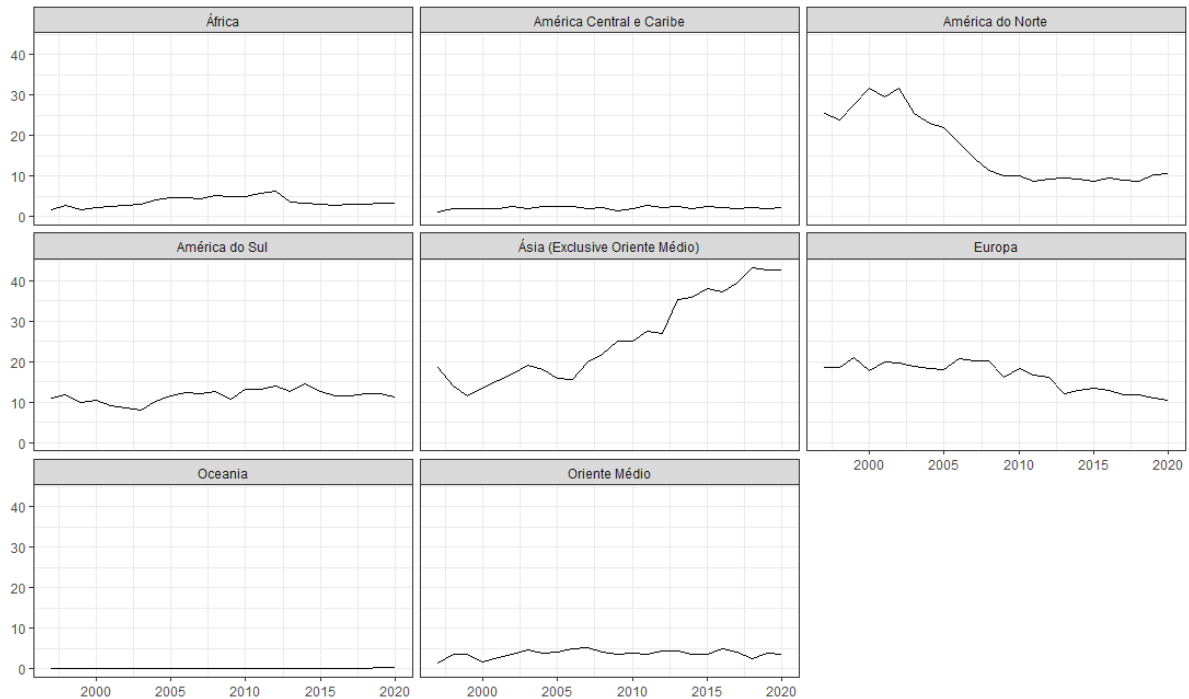 África
América Central e Caribe
América do Norte
40
30
20
10
0
América do Sul
Ásia (Exclusive Oriente Médio)
Europa
40
30
20
10
0
2000 2005 2010 2015 2020
Oceania
Oriente Médio
40
30
20
10
0
2000 2005 2010 2015 2020
2000 2005 2010 2015 2020